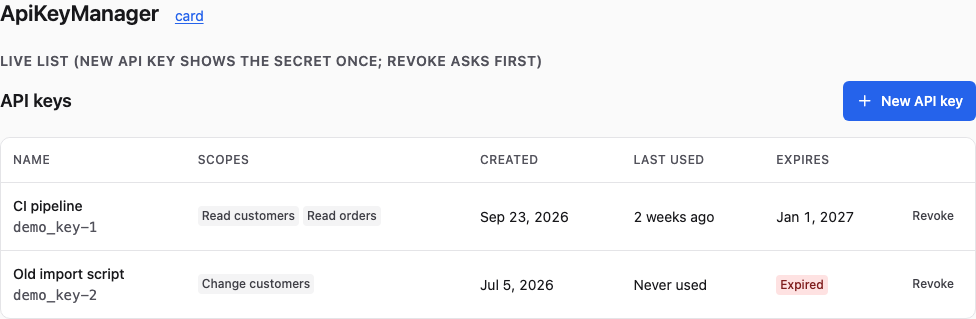 ApiKeyManager card
LIVE LIST (NEW API KEY SHOWS THE SECRET ONCE; REVOKE ASKS FIRST)
API keys
+ New API key
NAME SCOPES CREATED LAST USED EXPIRES
CI pipeline
demo_key-1
Read customers Read orders Sep 23, 2026 2 weeks ago Jan 1, 2027 Revoke
Old import script
demo_key-2
Change customers Jul 5, 2026 Never used Expired Revoke